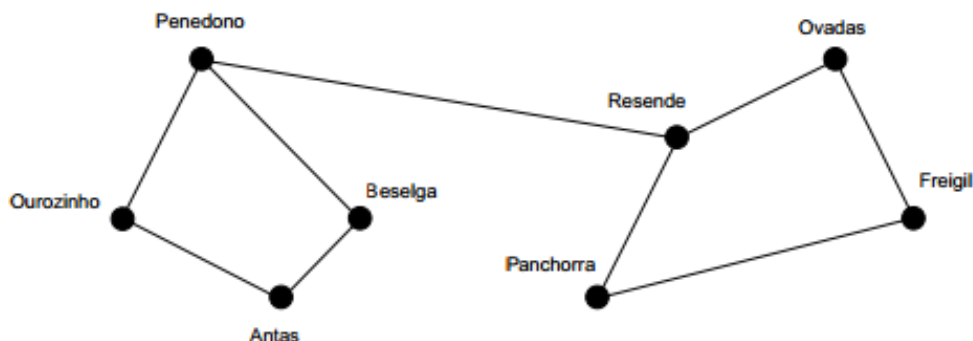 Penedono
Ovadas
Resende
Ourozinho
Beselga
Freigil
Panchorra
Antas